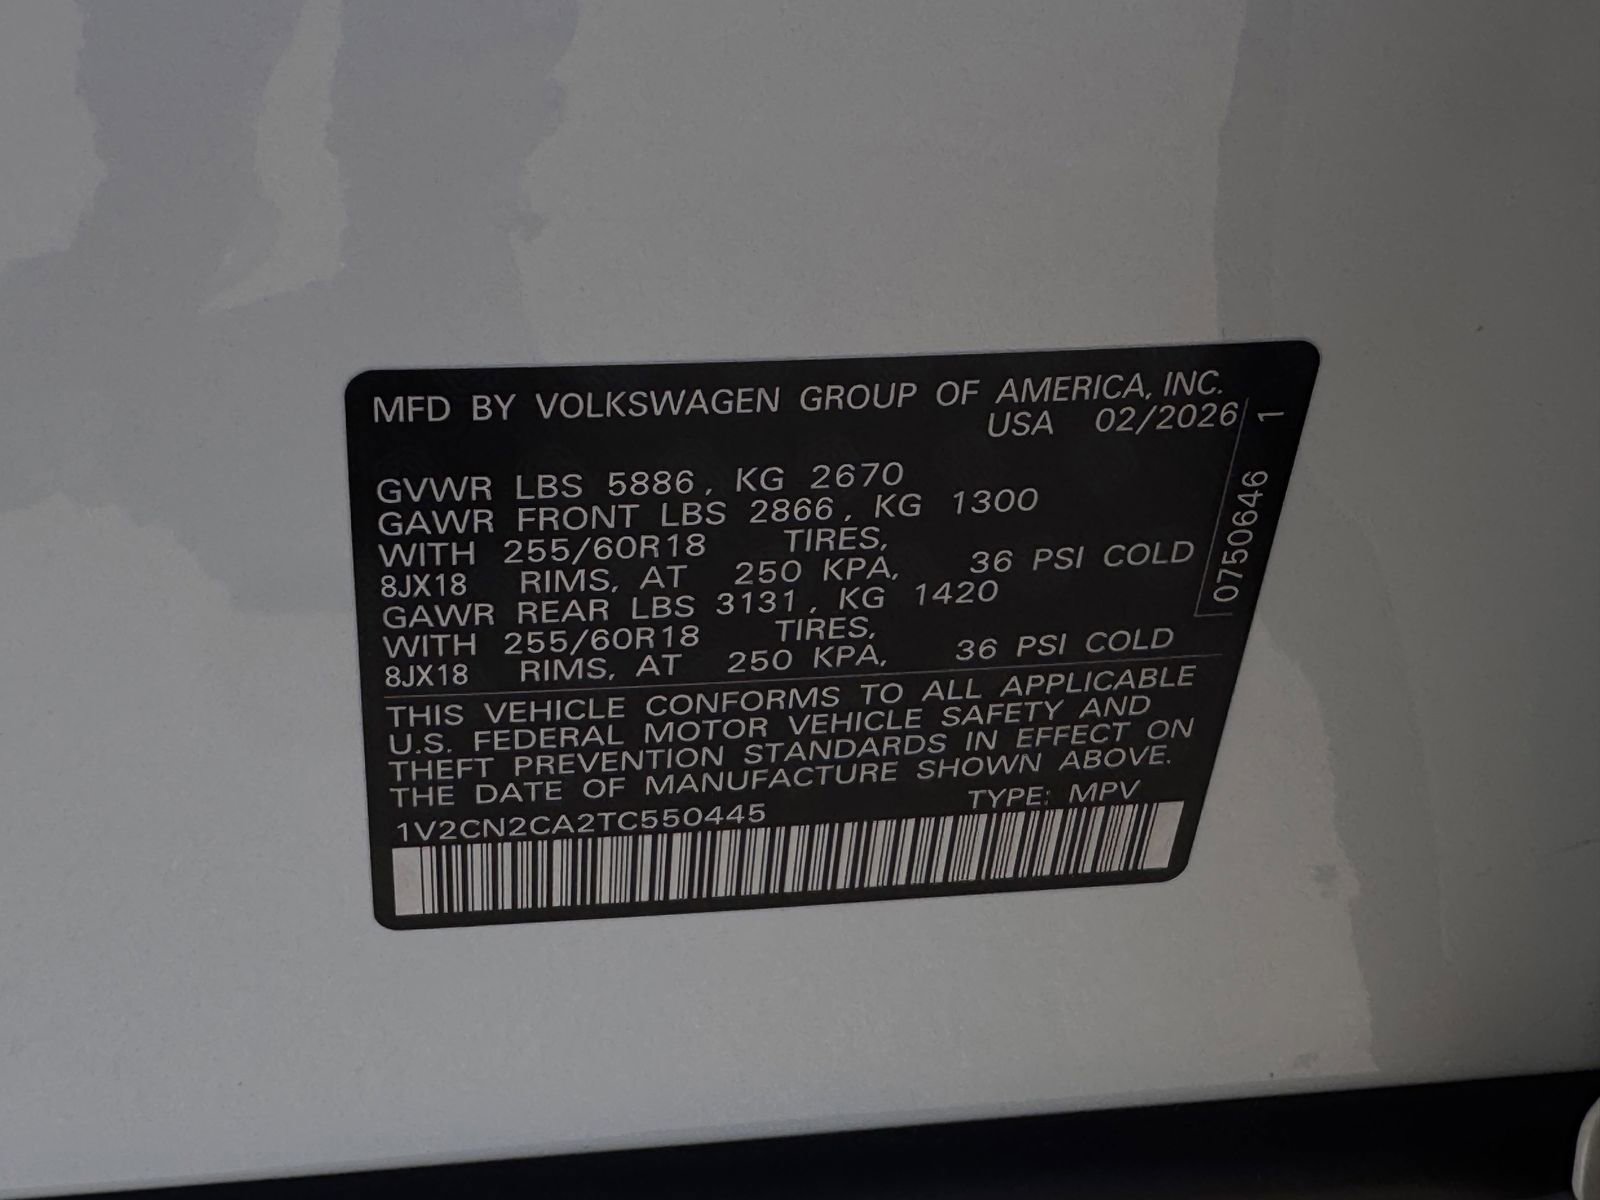 MFD BY VOLKSWAGEN GROUP OF AMERICA, INC.
USA 02/2026
GVWR LBS 5886, KG 2670
GAWR FRONT LBS 2866, KG 1300
WITH 255/60R18 TIRES,
8JX18 RIMS, AT 250 KPA, 36 PSI COLD
GAWR REAR LBS 3131, KG 1420
WITH 255/60R18 TIRES,
8JX18 RIMS, AT 250 KPA, 36 PSI COLD
THIS VEHICLE CONFORMS TO ALL APPLICABLE
U.S. FEDERAL MOTOR VEHICLE SAFETY AND
THEFT PREVENTION STANDARDS IN EFFECT ON
THE DATE OF MANUFACTURE SHOWN ABOVE.
1V2CN2CA2TC550445 TYPE: MPV
0750646 1